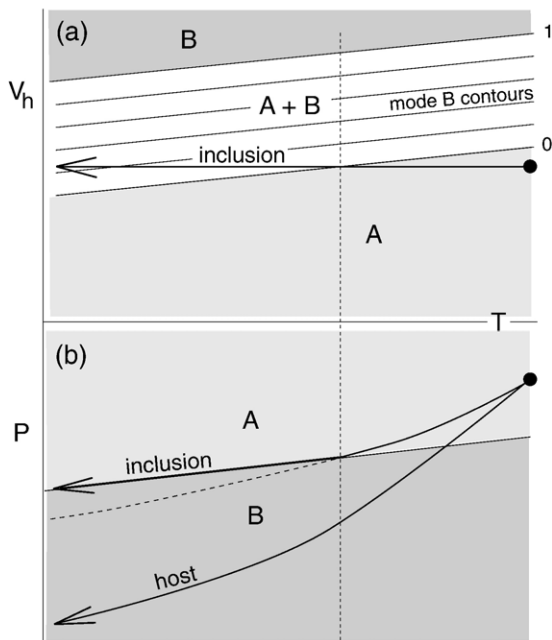 (a)
B
1
V_h
A + B
mode B contours
inclusion
0
A
T
(b)
P
A
inclusion
B
host